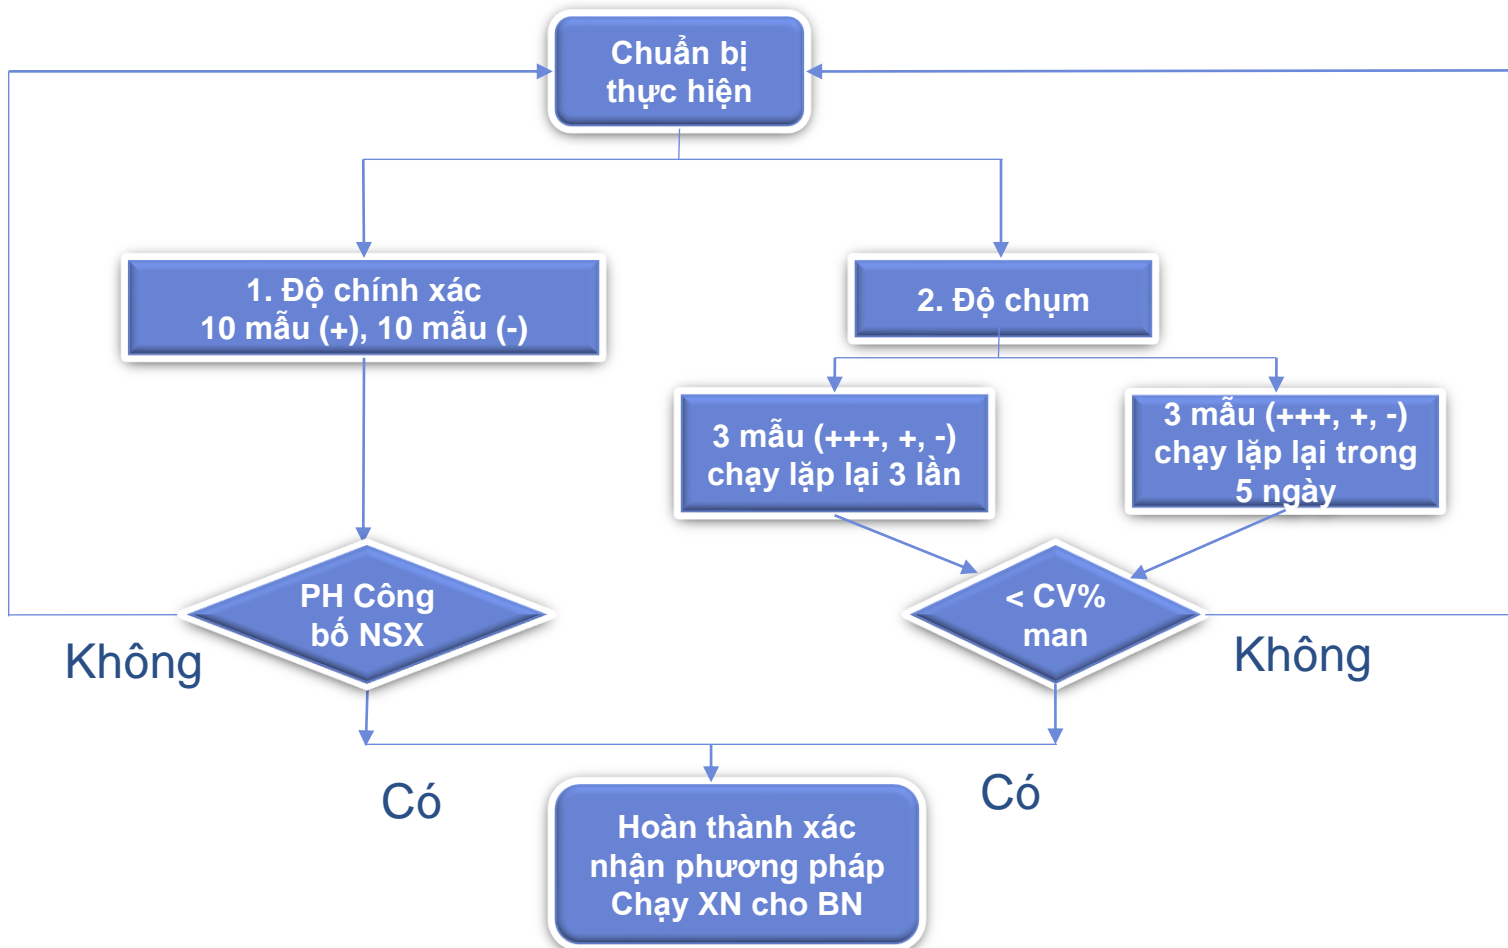 Chuẩn bị
thực hiện
1. Độ chính xác
10 mẫu (+), 10 mẫu (-)
2. Độ chụm
3 mẫu (+++, +, -)
chạy lặp lại 3 lần
3 mẫu (+++, +, -)
chạy lặp lại trong
5 ngày
PH Công
bố NSX
< CV%
man
Không
Không
Có
Có
Hoàn thành xác
nhận phương pháp
Chạy XN cho BN